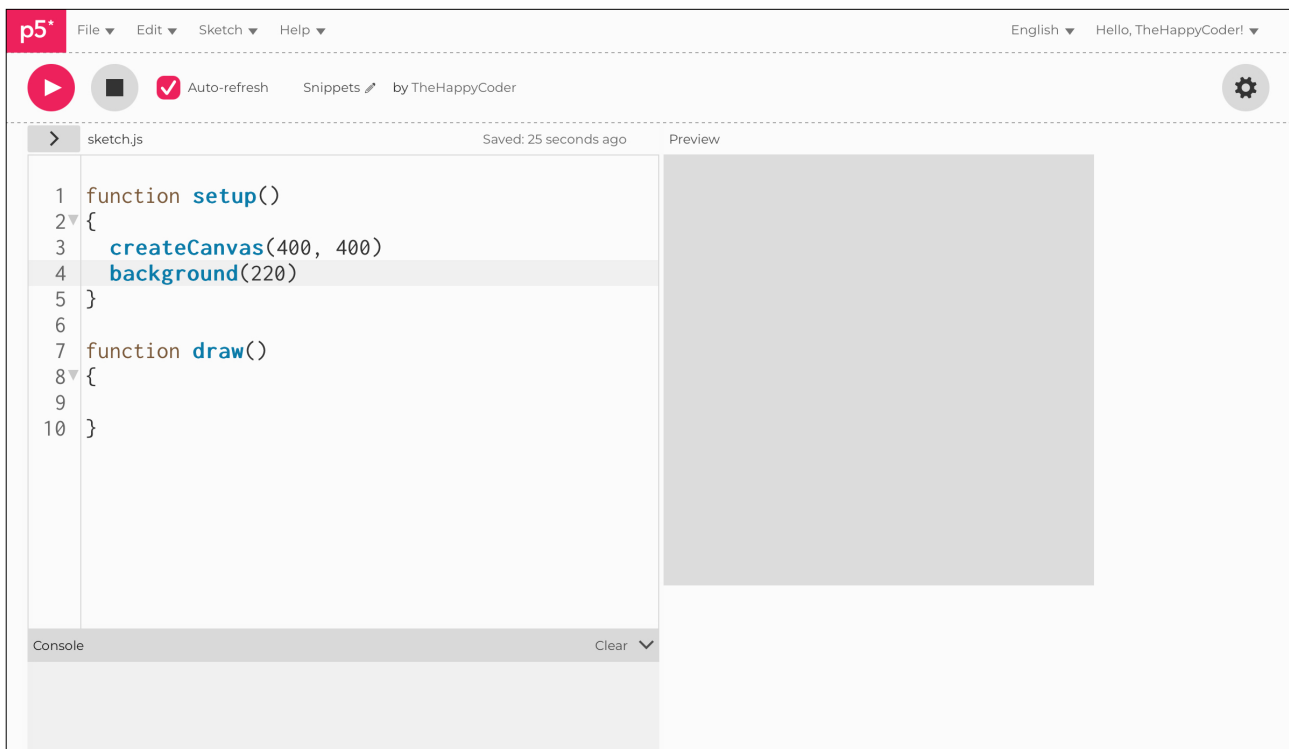 p5* File Edit Sketch Help English Hello, TheHappyCoder!
Auto-refresh Snippets by TheHappyCoder
sketch.js Saved: 25 seconds ago Preview
1 function setup()
2 {
3 createCanvas(400, 400)
4 background(220)
5 }
6
7 function draw()
8 {
9
10 }
Console Clear